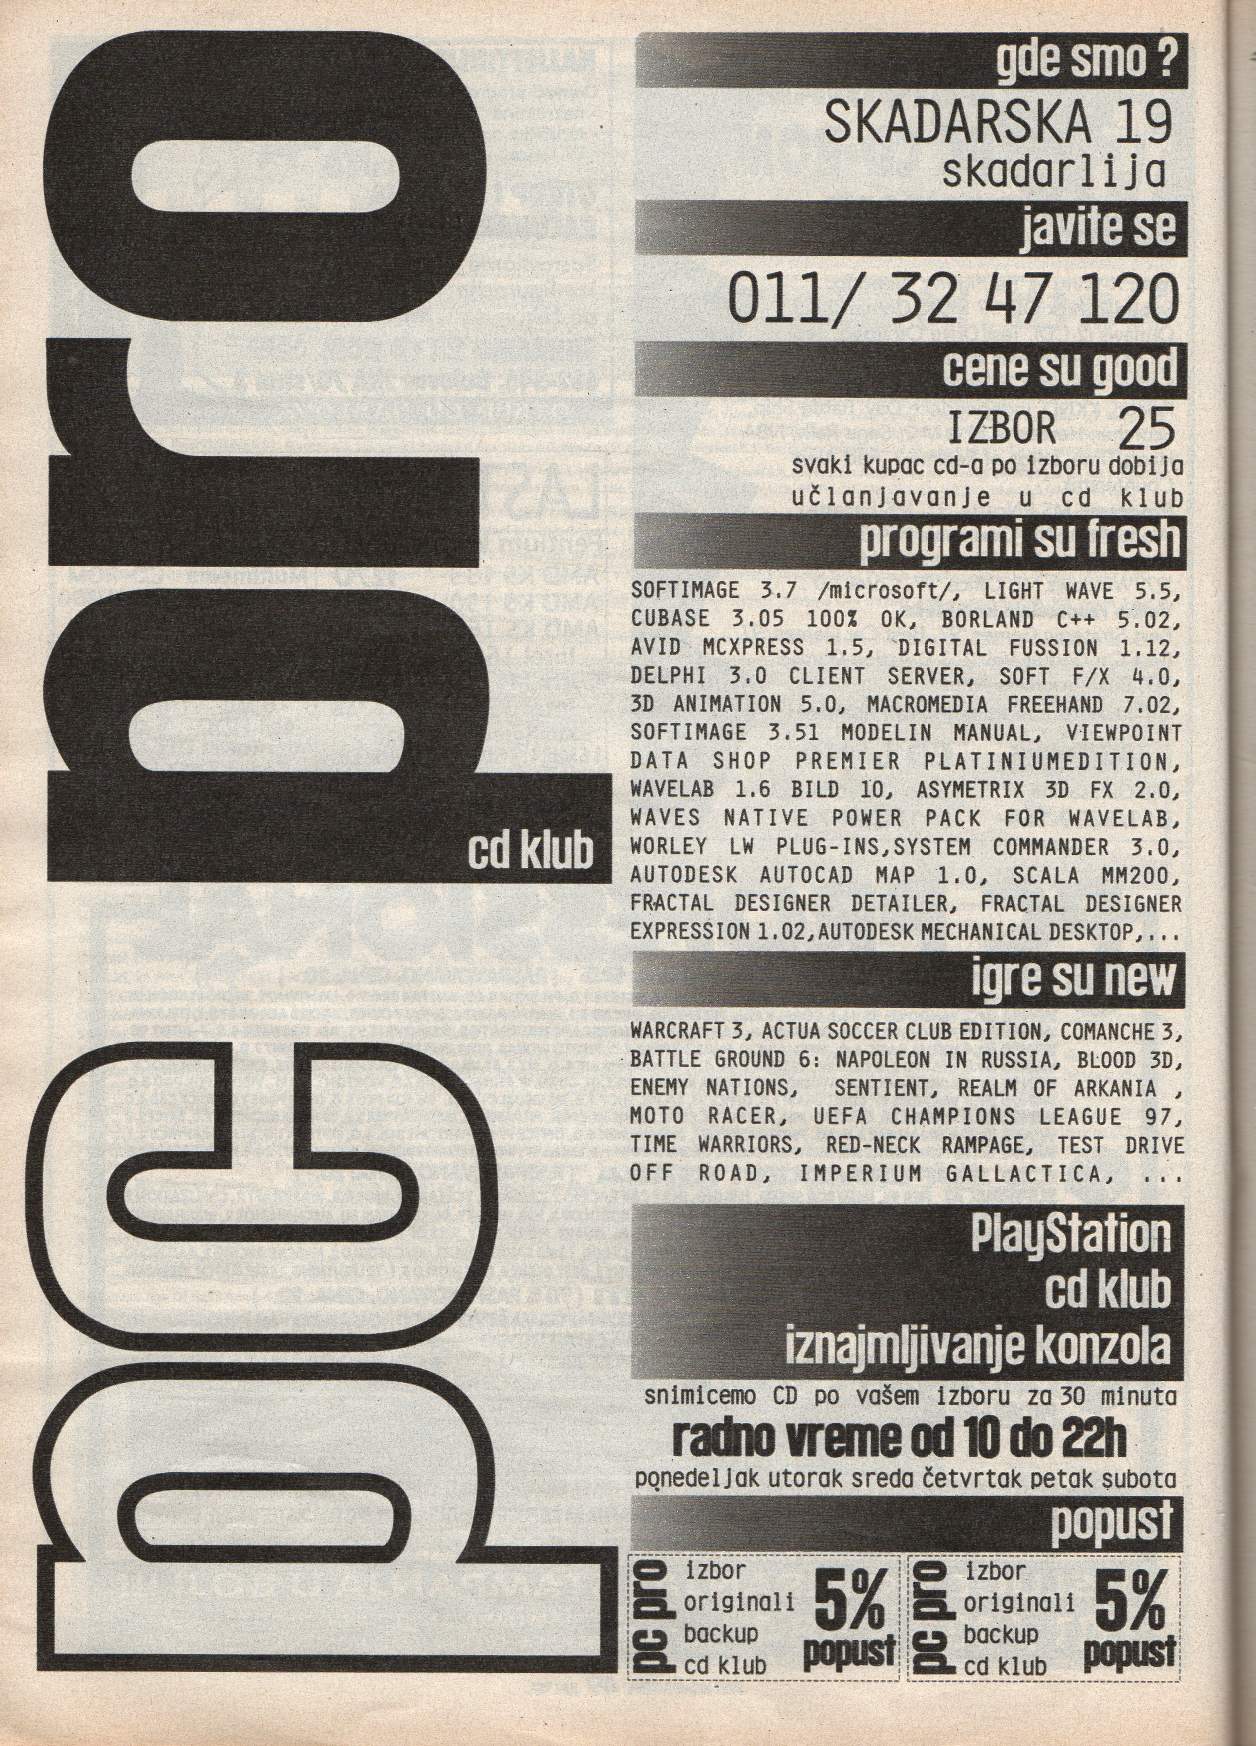 pc pro
cd klub
gde smo ?
SKADARSKA 19
skadarlija
javite se
011/ 32 47 120
cene su good
IZBOR 25
svaki kupac cd-a po izboru dobija
učlanjavanje u cd klub
programi su fresh
SOFTIMAGE 3.7 /microsoft/, LIGHT WAVE 5.5,
CUBASE 3.05 100% OK, BORLAND C++ 5.02,
AVID MCXPRESS 1.5, DIGITAL FUSSION 1.12,
DELPHI 3.0 CLIENT SERVER, SOFT F/X 4.0,
3D ANIMATION 5.0, MACROMEDIA FREEHAND 7.02,
SOFTIMAGE 3.51 MODELIN MANUAL, VIEWPOINT
DATA SHOP PREMIER PLATINIUMEDITION,
WAVELAB 1.6 BILD 10, ASYMETRIX 3D FX 2.0,
WAVES NATIVE POWER PACK FOR WAVELAB,
WORLEY LW PLUG-INS,SYSTEM COMMANDER 3.0,
AUTODESK AUTOCAD MAP 1.0, SCALA MM200,
FRACTAL DESIGNER DETAILER, FRACTAL DESIGNER
EXPRESSION 1.02,AUTODESK MECHANICAL DESKTOP,...
igre su new
WARCRAFT 3, ACTUA SOCCER CLUB EDITION, COMANCHE 3,
BATTLE GROUND 6: NAPOLEON IN RUSSIA, BLOOD 3D,
ENEMY NATIONS, SENTIENT, REALM OF ARKANIA ,
MOTO RACER, UEFA CHAMPIONS LEAGUE 97,
TIME WARRIORS, RED-NECK RAMPAGE, TEST DRIVE
OFF ROAD, IMPERIUM GALLACTICA, ...
PlayStation
cd klub
iznajmljivanje konzola
snimicemo CD po vašem izboru za 30 minuta
radno vreme od 10 do 22h
ponedeljak utorak sreda četvrtak petak subota
popust
pc pro
izbor
originali
backup
cd klub
5%
popust
pc pro
izbor
originali
backup
cd klub
5%
popust